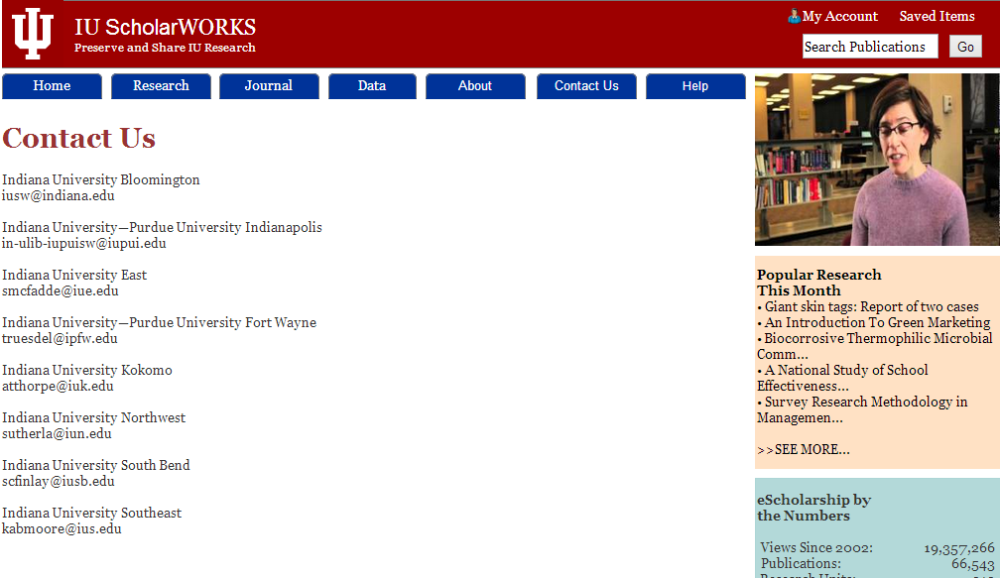 IU ScholarWORKS
Preserve and Share IU Research
My Account Saved Items
Search Publications Go
Home Research Journal Data About Contact Us Help
Contact Us
Indiana University Bloomington
iusw@indiana.edu
Indiana University—Purdue University Indianapolis
in-ulib-iupuisw@iupui.edu
Indiana University East
smcfadde@iue.edu
Indiana University—Purdue University Fort Wayne
truesdel@ipfw.edu
Indiana University Kokomo
atthorpe@iuk.edu
Indiana University Northwest
sutherla@iun.edu
Indiana University South Bend
scfinlay@iusb.edu
Indiana University Southeast
kabmoore@ius.edu
Popular Research
This Month
• Giant skin tags: Report of two cases
• An Introduction To Green Marketing
• Biocorrosive Thermophilic Microbial
Comm...
• A National Study of School
Effectiveness...
• Survey Research Methodology in
Managemen...
>>SEE MORE...
eScholarship by
the Numbers
Views Since 2002: 19,357,266
Publications: 66,543
Research Units: